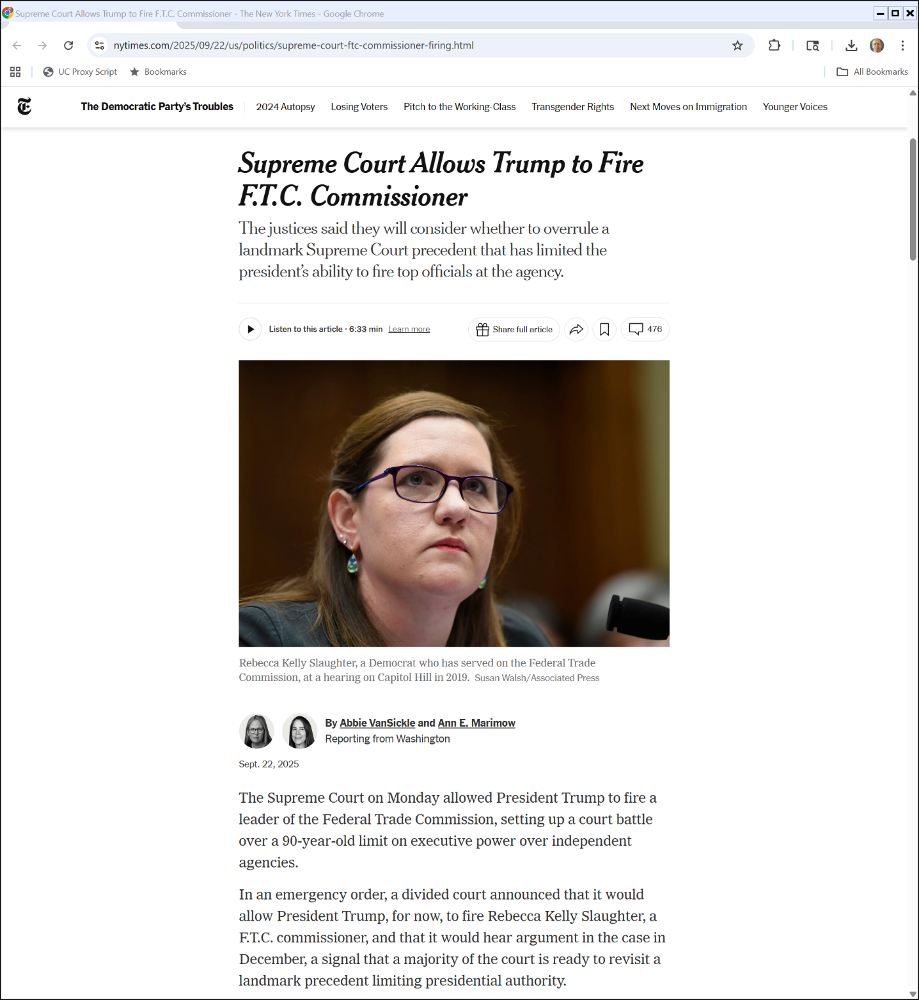 Supreme Court Allows Trump to Fire F.T.C. Commissioner - The New York Times - Google Chrome
nytimes.com/2025/09/22/us/politics/supreme-court-ftc-commissioner-firing.html
UC Proxy Script
Bookmarks
All Bookmarks
The Democratic Party's Troubles
2024 Autopsy
Losing Voters
Pitch to the Working-Class
Transgender Rights
Next Moves on Immigration
Younger Voices
Supreme Court Allows Trump to Fire
F.T.C. Commissioner
The justices said they will consider whether to overrule a
landmark Supreme Court precedent that has limited the
president's ability to fire top officials at the agency.
Listen to this article · 6:33 min Learn more
Share full article
476
Rebecca Kelly Slaughter, a Democrat who has served on the Federal Trade
Commission, at a hearing on Capitol Hill in 2019. Susan Walsh/Associated Press
By Abbie VanSickle and Ann E. Marimow
Reporting from Washington
Sept. 22, 2025
The Supreme Court on Monday allowed President Trump to fire a
leader of the Federal Trade Commission, setting up a court battle
over a 90-year-old limit on executive power over independent
agencies.
In an emergency order, a divided court announced that it would
allow President Trump, for now, to fire Rebecca Kelly Slaughter, a
F.T.C. commissioner, and that it would hear argument in the case in
December, a signal that a majority of the court is ready to revisit a
landmark precedent limiting presidential authority.